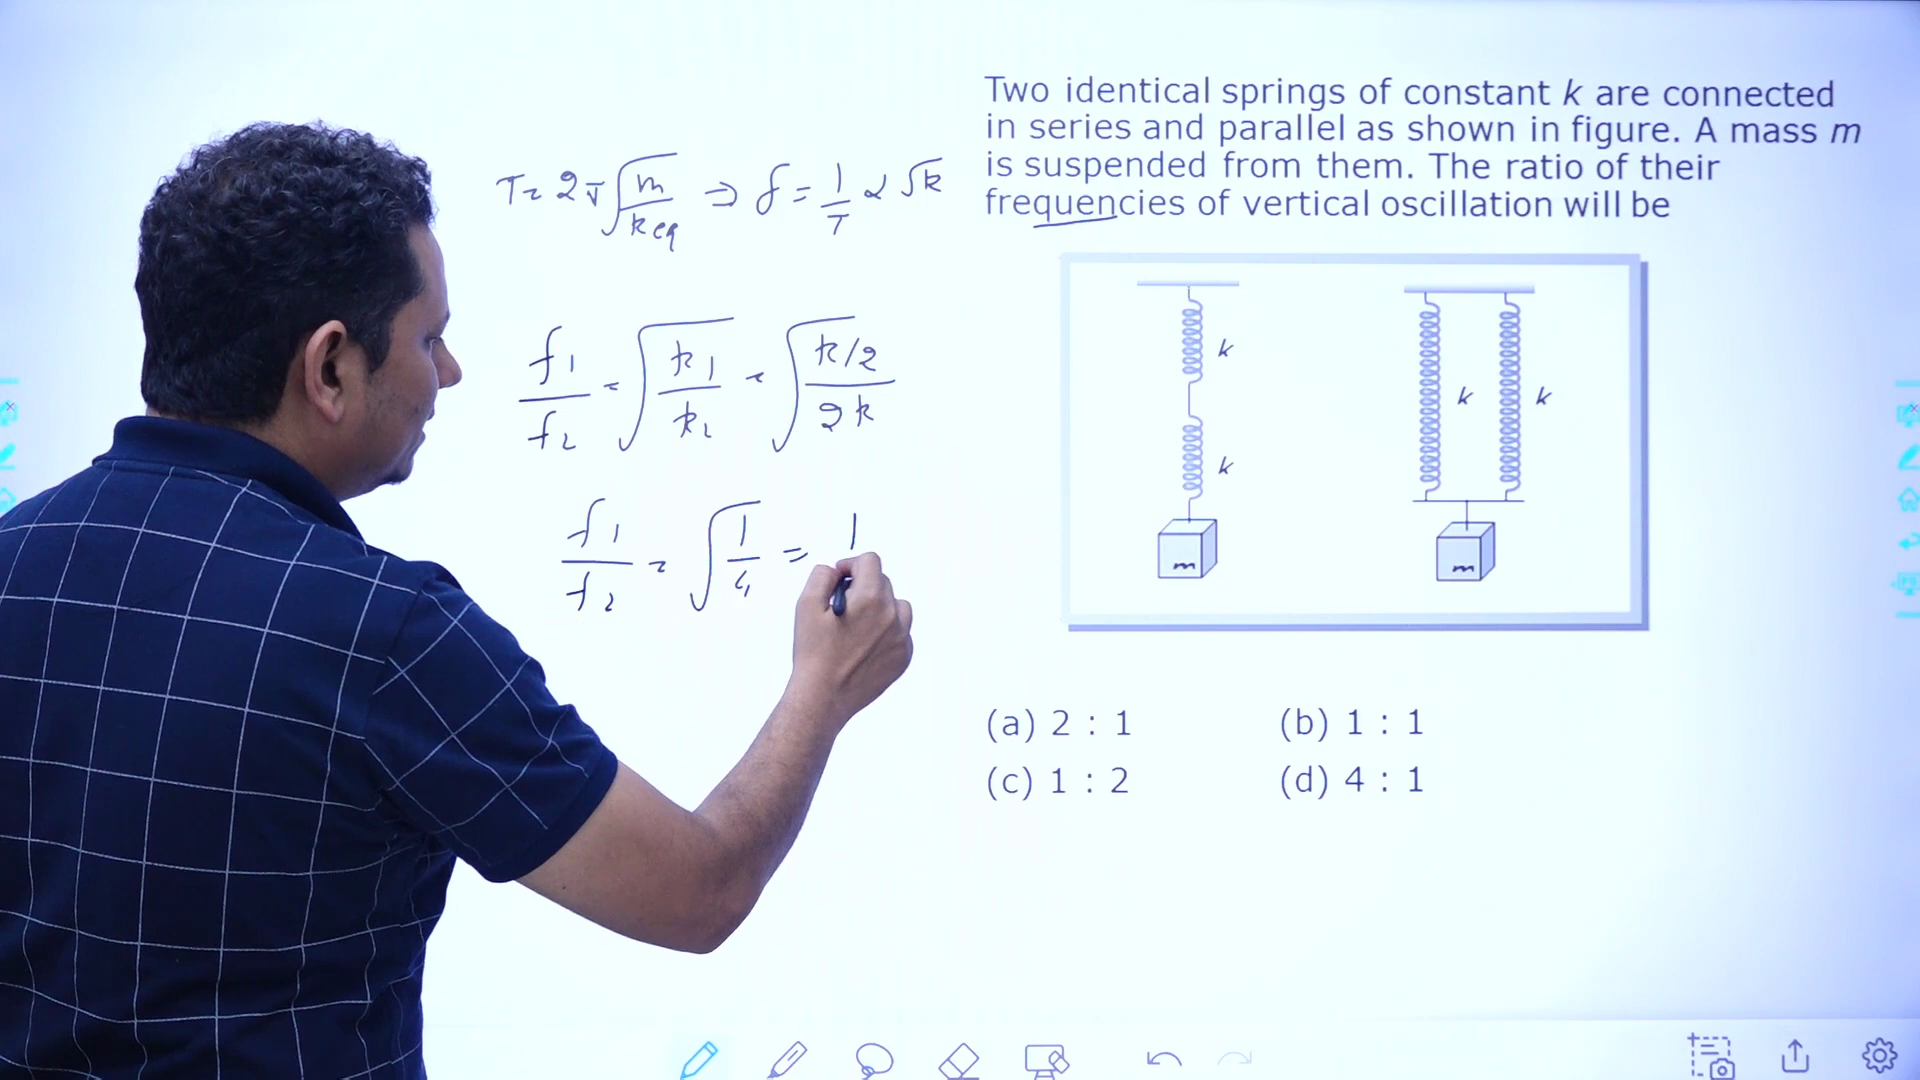 Two identical springs of constant k are connected
in series and parallel as shown in figure. A mass m
is suspended from them. The ratio of their
frequencies of vertical oscillation will be
T = 2π√(m/keq) ⇒ f = 1/T α √k
f1/f2 = √(k1/k2) = √((k/2)/(2k))
f1/f2 = √(1/4) = 1
k
k
m
k
k
m
(a) 2 : 1
(b) 1 : 1
(c) 1 : 2
(d) 4 : 1